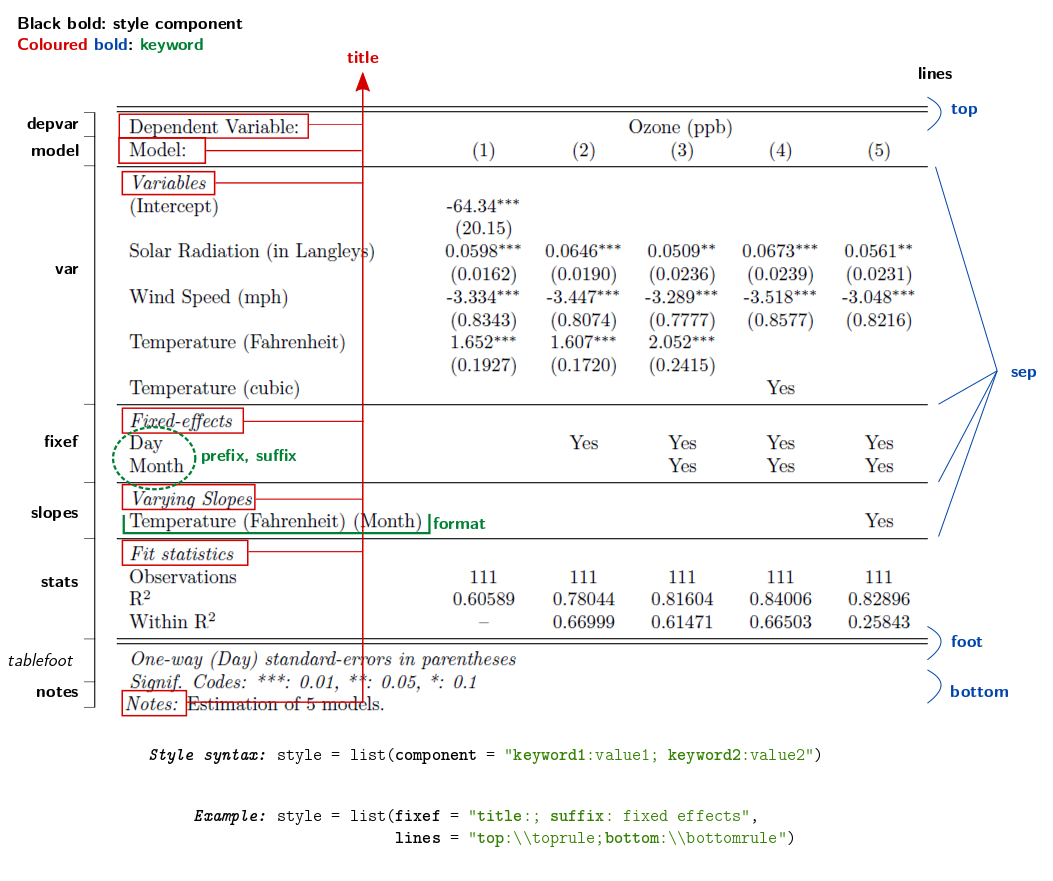 Black bold: style component
Coloured bold: keyword
title
lines
top
depvar Dependent Variable: Ozone (ppb)
model Model: (1) (2) (3) (4) (5)
Variables
(Intercept) -64.34***
(20.15)
Solar Radiation (in Langleys) 0.0598*** 0.0646*** 0.0509** 0.0673*** 0.0561**
var (0.0162) (0.0190) (0.0236) (0.0239) (0.0231)
Wind Speed (mph) -3.334*** -3.447*** -3.289*** -3.518*** -3.048***
(0.8343) (0.8074) (0.7777) (0.8577) (0.8216)
Temperature (Fahrenheit) 1.652*** 1.607*** 2.052***
(0.1927) (0.1720) (0.2415)
sep
Temperature (cubic) Yes
Fixed-effects
fixef Day Yes Yes Yes Yes
prefix, suffix
Month Yes Yes Yes
Varying Slopes
slopes
Temperature (Fahrenheit) (Month) format Yes
Fit statistics
stats Observations 111 111 111 111 111
R² 0.60589 0.78044 0.81604 0.84006 0.82896
Within R² – 0.66999 0.61471 0.66503 0.25843
foot
tablefoot One-way (Day) standard-errors in parentheses
Signif. Codes: ***: 0.01, **: 0.05, *: 0.1
notes Notes: Estimation of 5 models.
bottom
Style syntax: style = list(component = "keyword1:value1; keyword2:value2")
Example: style = list(fixef = "title:; suffix: fixed effects",
lines = "top:\\toprule;bottom:\\bottomrule")